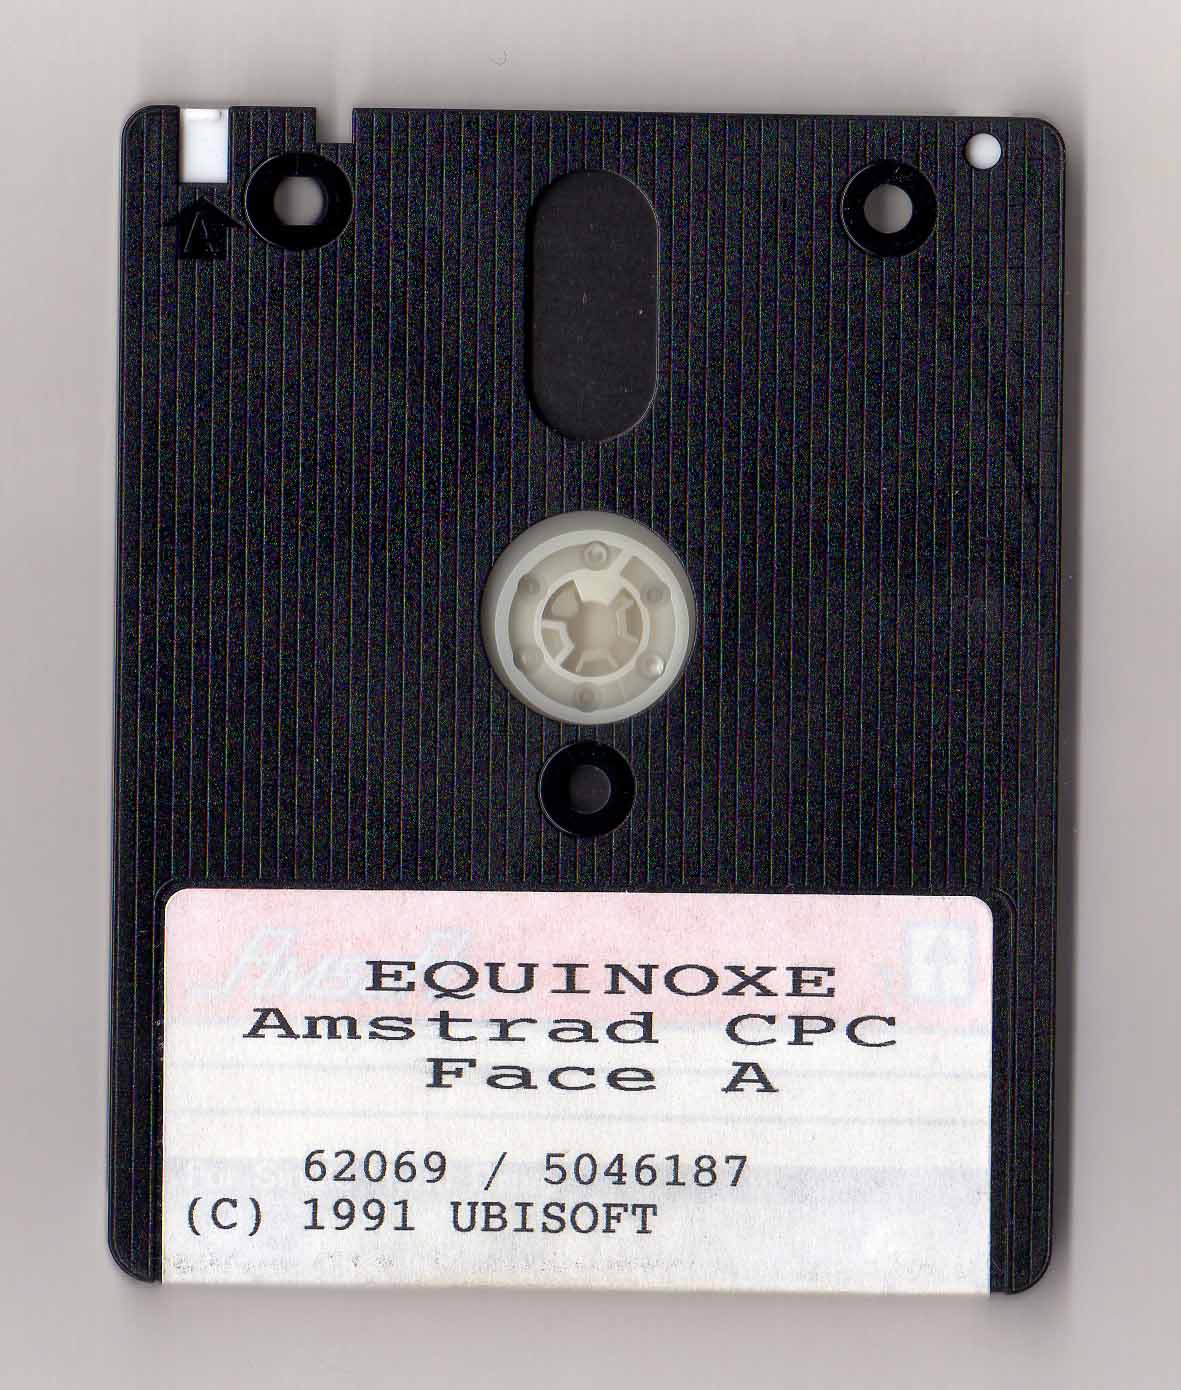 A
EQUINOXE
Amstrad CPC
Face A
62069 / 5046187
(C) 1991 UBISOFT